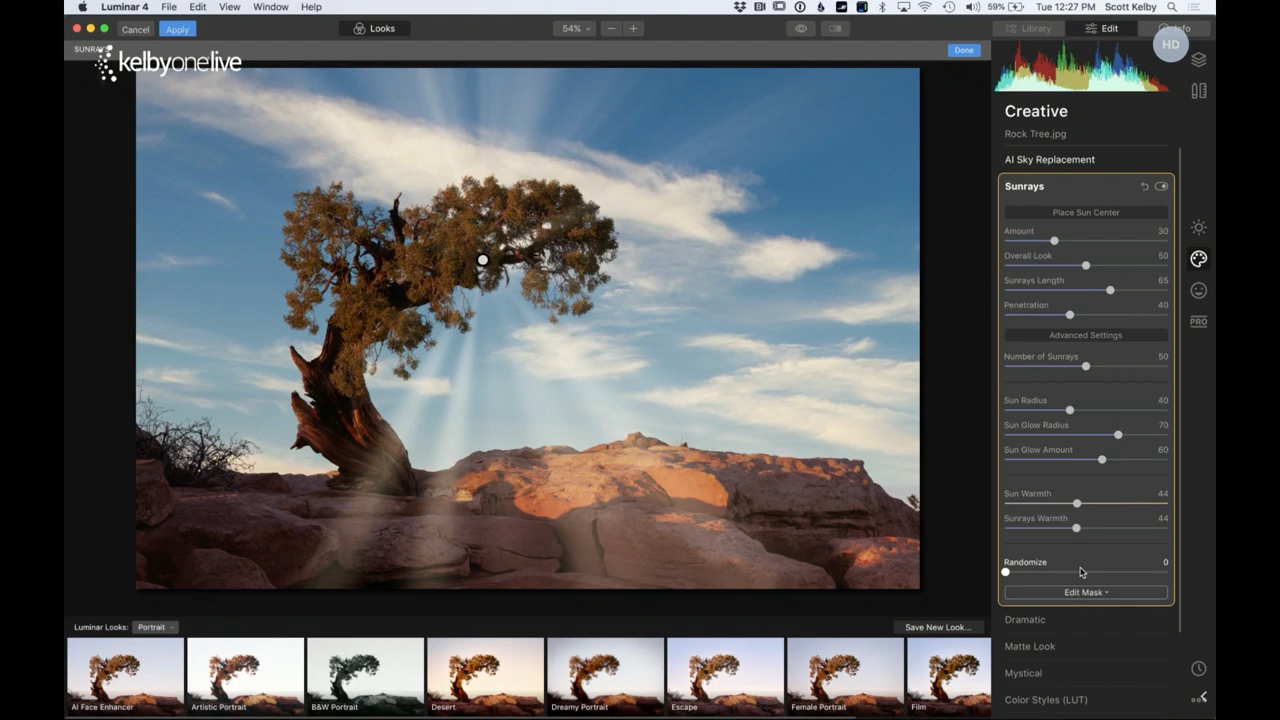 Luminar 4 File Edit View Window Help 59% Tue 12:27 PM Scott Kelby
Cancel Apply Looks 54% Library Edit Info
HD
SUNRAYS Done
kelbyonelive
Creative
Rock Tree.jpg
AI Sky Replacement
Sunrays
Place Sun Center
Amount 30
Overall Look 50
Sunrays Length 65
Penetration 40
Advanced Settings
Number of Sunrays 50
Sun Radius 40
Sun Glow Radius 70
Sun Glow Amount 60
Sun Warmth 44
Sunrays Warmth 44
Randomize 0
Edit Mask
Dramatic
Matte Look
Mystical
Color Styles (LUT)
PRO
Luminar Looks: Portrait Save New Look...
AI Face Enhancer Artistic Portrait B&W Portrait Desert Dreamy Portrait Escape Female Portrait Film